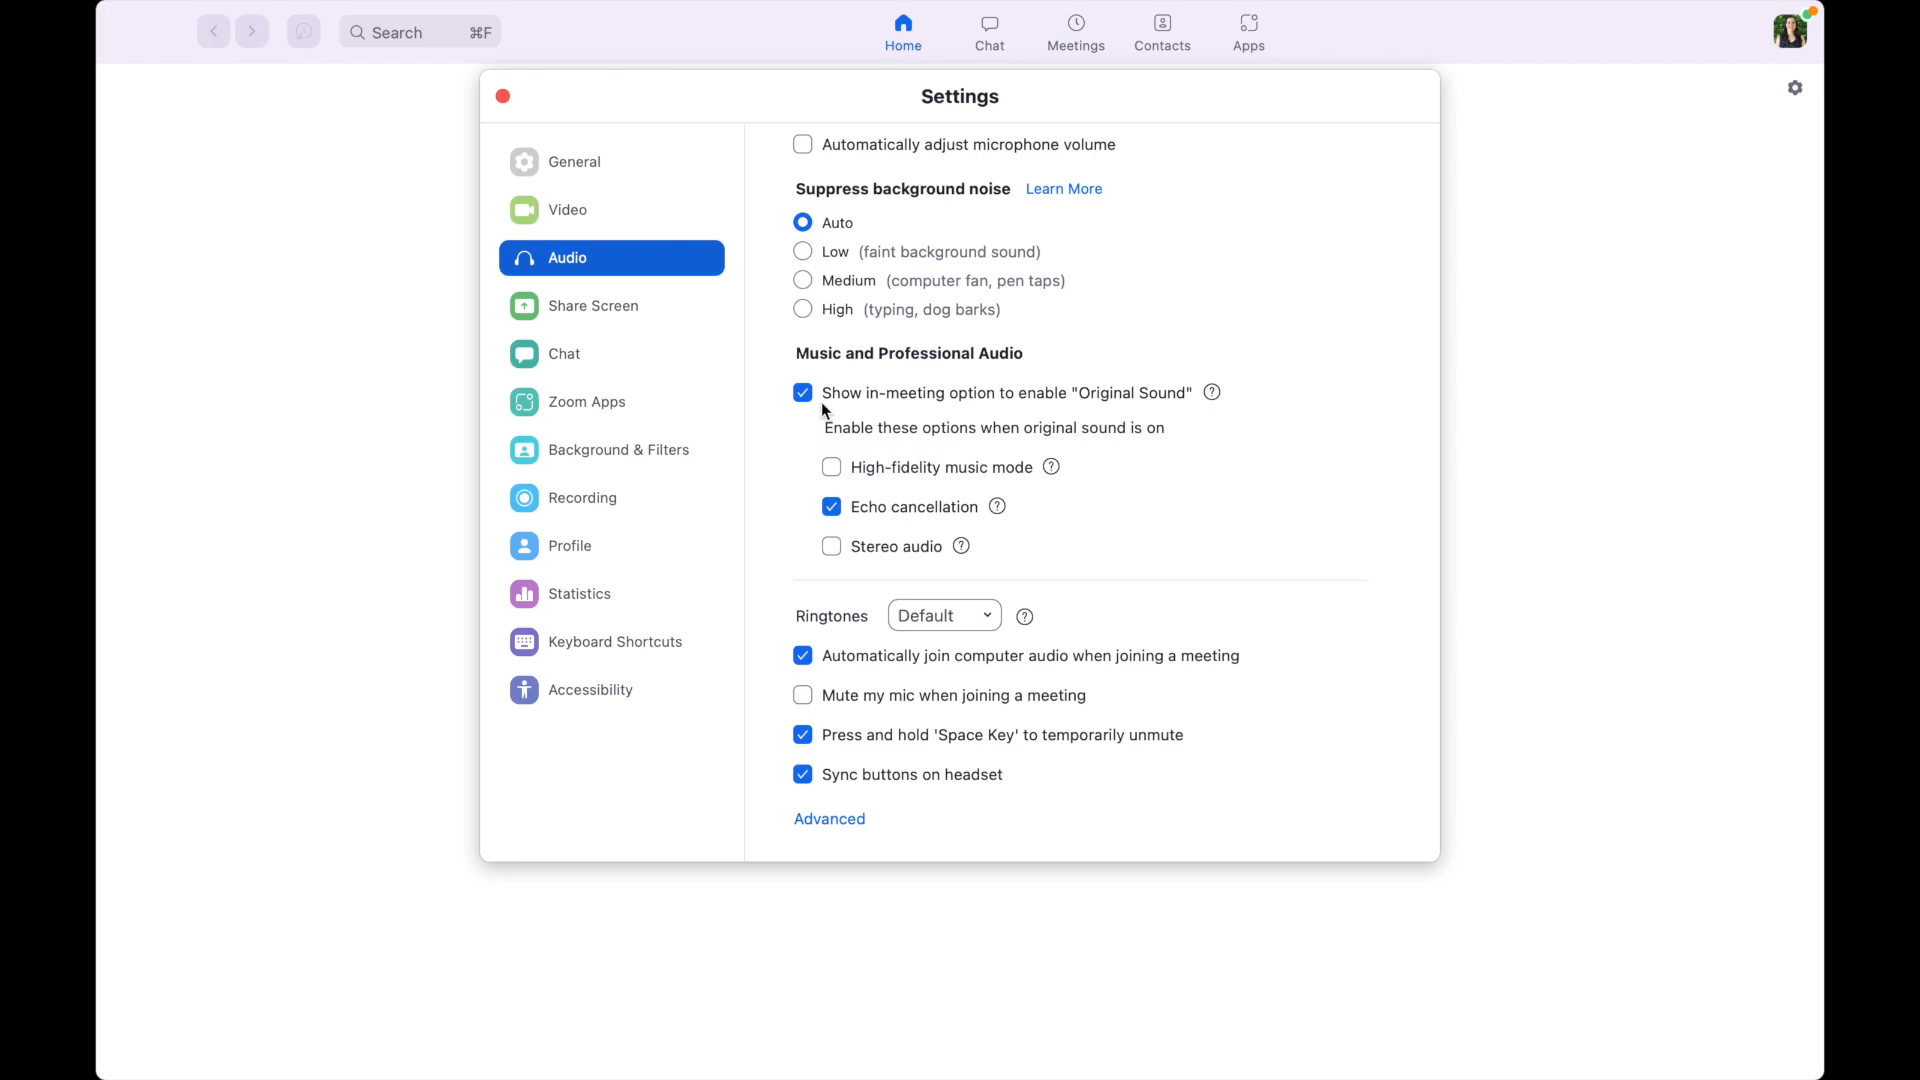 Search ⌘F
Home
Chat
Meetings
Contacts
Apps
Settings
General
Video
Audio
Share Screen
Chat
Zoom Apps
Background & Filters
Recording
Profile
Statistics
Keyboard Shortcuts
Accessibility
Automatically adjust microphone volume
Suppress background noise Learn More
Auto
Low (faint background sound)
Medium (computer fan, pen taps)
High (typing, dog barks)
Music and Professional Audio
Show in-meeting option to enable "Original Sound" ?
Enable these options when original sound is on
High-fidelity music mode ?
Echo cancellation ?
Stereo audio ?
Ringtones Default ?
Automatically join computer audio when joining a meeting
Mute my mic when joining a meeting
Press and hold 'Space Key' to temporarily unmute
Sync buttons on headset
Advanced